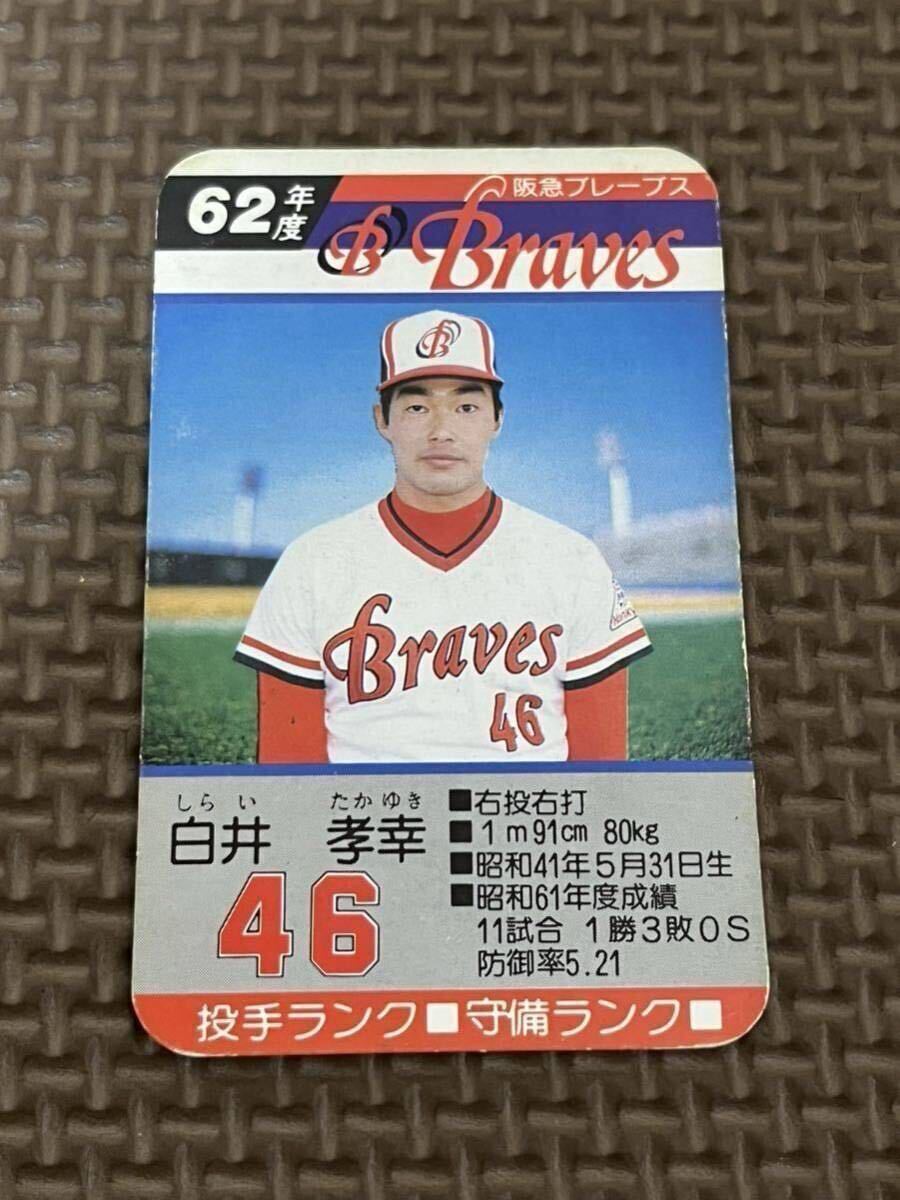 62年度
阪急ブレーブス
B Braves
B
Braves
46
しらい たかゆき
白井 孝幸
46
■右投右打
■1m91cm 80kg
■昭和41年5月31日生
■昭和61年度成績
11試合 1勝3敗0S
防御率5.21
投手ランク■守備ランク■